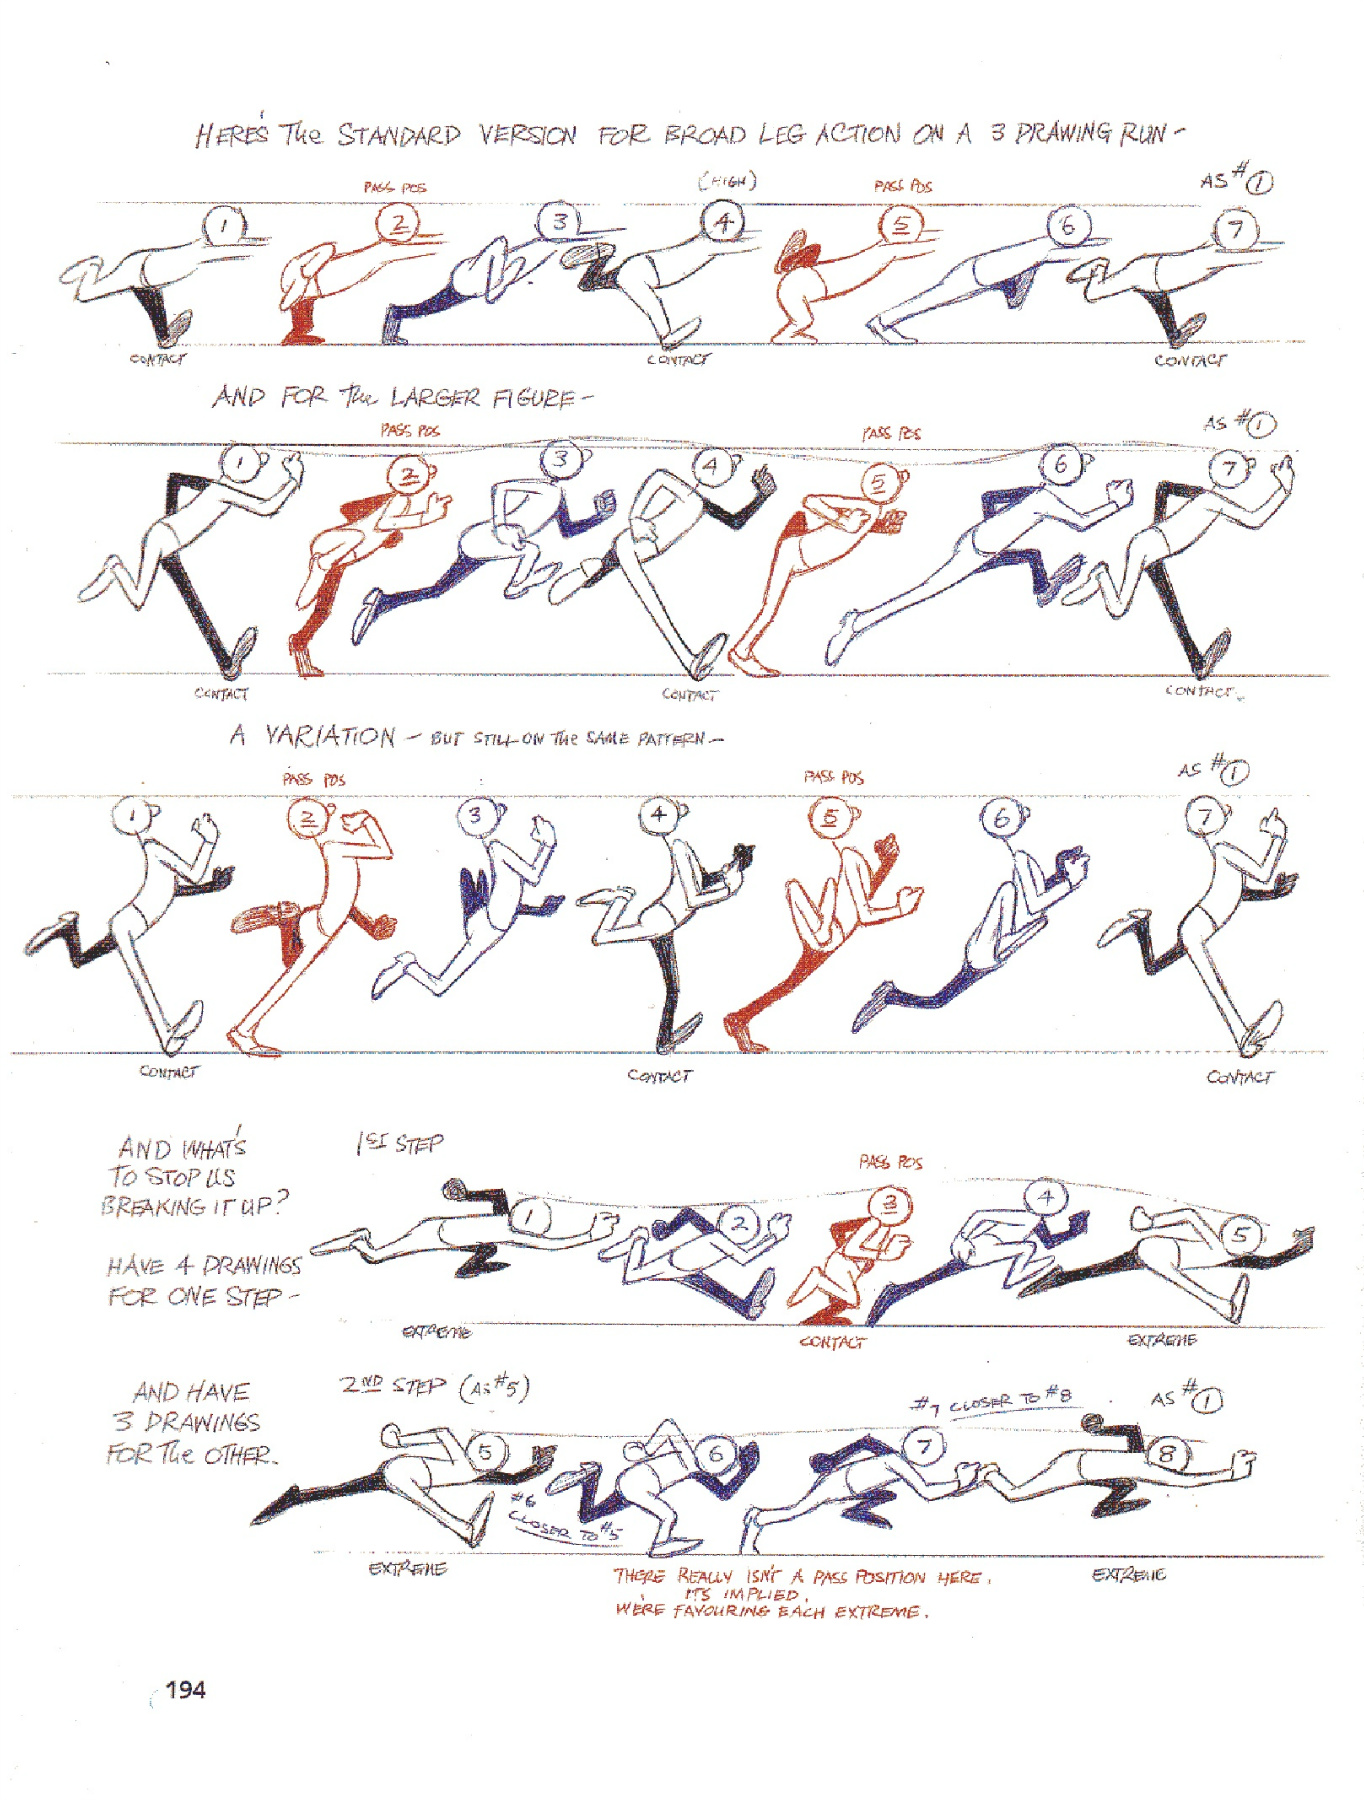 HERE'S The STANDARD VERSION FOR BROAD LEG ACTION ON A 3 DRAWING RUN -
PASS POS (HIGH) PASS POS AS #1
1 2 3 4 5 6 7
CONTACT CONTACT CONTACT
AND FOR The LARGER FIGURE -
PASS POS PASS POS AS #1
1 2 3 4 5 6 7
CONTACT CONTACT CONTACT
A VARIATION - BUT STILL ON The SAME PATTERN -
PASS POS PASS POS AS #1
1 2 3 4 5 6 7
CONTACT CONTACT CONTACT
AND WHAT'S
TO STOP US
BREAKING IT UP?
HAVE 4 DRAWINGS
FOR ONE STEP -
1ST STEP
PASS POS
1 2 3 4 5
EXTREME CONTACT EXTREME
AND HAVE
3 DRAWINGS
FOR The OTHER.
2ND STEP (AS #5)
#7 CLOSER TO #8 AS #1
5 6 7 8
#6
CLOSER TO #5
EXTREME EXTREME
THERE REALLY ISN'T A PASS POSITION HERE.
ITS IMPLIED.
WE'RE FAVOURING EACH EXTREME.
194